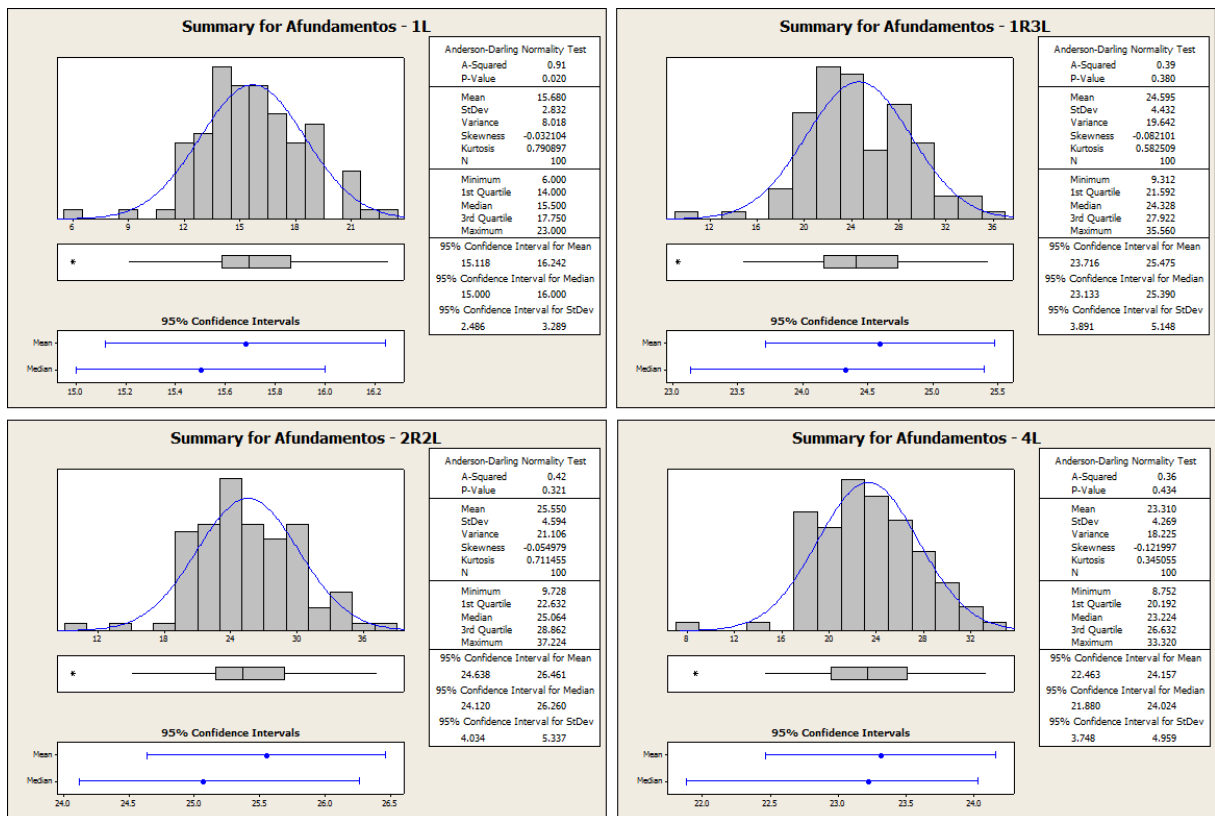 Summary for Afundamentos - 1L
Anderson-Darling Normality Test
A-Squared 0.91
P-Value 0.020
Mean 15.680
StDev 2.832
Variance 8.018
Skewness -0.032104
Kurtosis 0.790897
N 100
Minimum 6.000
1st Quartile 14.000
Median 15.500
3rd Quartile 17.750
Maximum 23.000
95% Confidence Interval for Mean
15.118 16.242
95% Confidence Interval for Median
15.000 16.000
95% Confidence Interval for StDev
2.486 3.289
6 9 12 15 18 21
*
95% Confidence Intervals
Mean
Median
15.0 15.2 15.4 15.6 15.8 16.0 16.2
Summary for Afundamentos - 1R3L
Anderson-Darling Normality Test
A-Squared 0.39
P-Value 0.380
Mean 24.595
StDev 4.432
Variance 19.642
Skewness -0.082101
Kurtosis 0.582509
N 100
Minimum 9.312
1st Quartile 21.592
Median 24.328
3rd Quartile 27.922
Maximum 35.560
95% Confidence Interval for Mean
23.716 25.475
95% Confidence Interval for Median
23.133 25.390
95% Confidence Interval for StDev
3.891 5.148
12 16 20 24 28 32 36
*
95% Confidence Intervals
Mean
Median
23.0 23.5 24.0 24.5 25.0 25.5
Summary for Afundamentos - 2R2L
Anderson-Darling Normality Test
A-Squared 0.42
P-Value 0.321
Mean 25.550
StDev 4.594
Variance 21.106
Skewness -0.054979
Kurtosis 0.711455
N 100
Minimum 9.728
1st Quartile 22.632
Median 25.064
3rd Quartile 28.862
Maximum 37.224
95% Confidence Interval for Mean
24.638 26.461
95% Confidence Interval for Median
24.120 26.260
95% Confidence Interval for StDev
4.034 5.337
12 18 24 30 36
*
95% Confidence Intervals
Mean
Median
24.0 24.5 25.0 25.5 26.0 26.5
Summary for Afundamentos - 4L
Anderson-Darling Normality Test
A-Squared 0.36
P-Value 0.434
Mean 23.310
StDev 4.269
Variance 18.225
Skewness -0.121997
Kurtosis 0.345055
N 100
Minimum 8.752
1st Quartile 20.192
Median 23.224
3rd Quartile 26.632
Maximum 33.320
95% Confidence Interval for Mean
22.463 24.157
95% Confidence Interval for Median
21.880 24.024
95% Confidence Interval for StDev
3.748 4.959
8 12 16 20 24 28 32
*
95% Confidence Intervals
Mean
Median
22.0 22.5 23.0 23.5 24.0